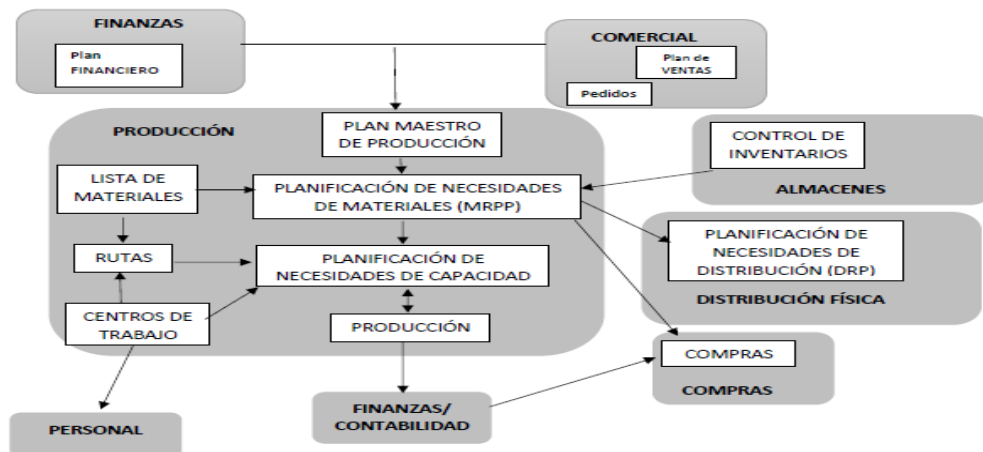 FINANZAS
Plan
FINANCIERO
COMERCIAL
Plan de
VENTAS
Pedidos
PRODUCCIÓN
PLAN MAESTRO
DE PRODUCCIÓN
CONTROL DE
INVENTARIOS
ALMACENES
LISTA DE
MATERIALES
PLANIFICACIÓN DE NECESIDADES
DE MATERIALES (MRPP)
PLANIFICACIÓN DE
NECESIDADES DE
DISTRIBUCIÓN (DRP)
DISTRIBUCIÓN FÍSICA
RUTAS
PLANIFICACIÓN DE
NECESIDADES DE CAPACIDAD
CENTROS DE
TRABAJO
PRODUCCIÓN
COMPRAS
COMPRAS
FINANZAS/
CONTABILIDAD
PERSONAL